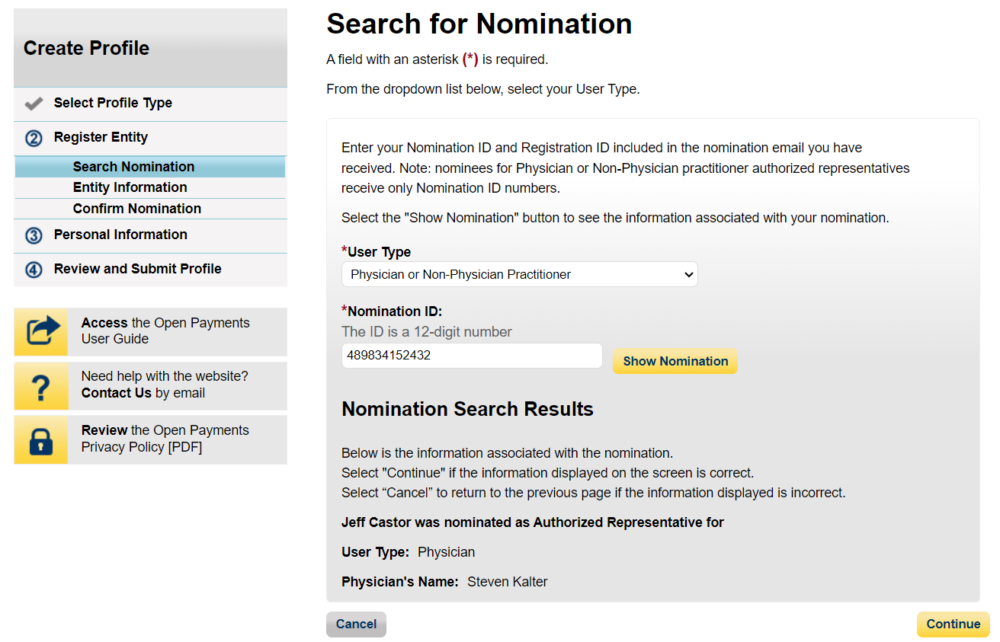 Create Profile
Select Profile Type
2 Register Entity
Search Nomination
Entity Information
Confirm Nomination
3 Personal Information
4 Review and Submit Profile
Access the Open Payments
User Guide
? Need help with the website?
Contact Us by email
Review the Open Payments
Privacy Policy [PDF]
Search for Nomination
A field with an asterisk (*) is required.
From the dropdown list below, select your User Type.
Enter your Nomination ID and Registration ID included in the nomination email you have
received. Note: nominees for Physician or Non-Physician practitioner authorized representatives
receive only Nomination ID numbers.
Select the "Show Nomination" button to see the information associated with your nomination.
*User Type
Physician or Non-Physician Practitioner
*Nomination ID:
The ID is a 12-digit number
489834152432
Show Nomination
Nomination Search Results
Below is the information associated with the nomination.
Select "Continue" if the information displayed on the screen is correct.
Select “Cancel” to return to the previous page if the information displayed is incorrect.
Jeff Castor was nominated as Authorized Representative for
User Type: Physician
Physician's Name: Steven Kalter
Cancel
Continue